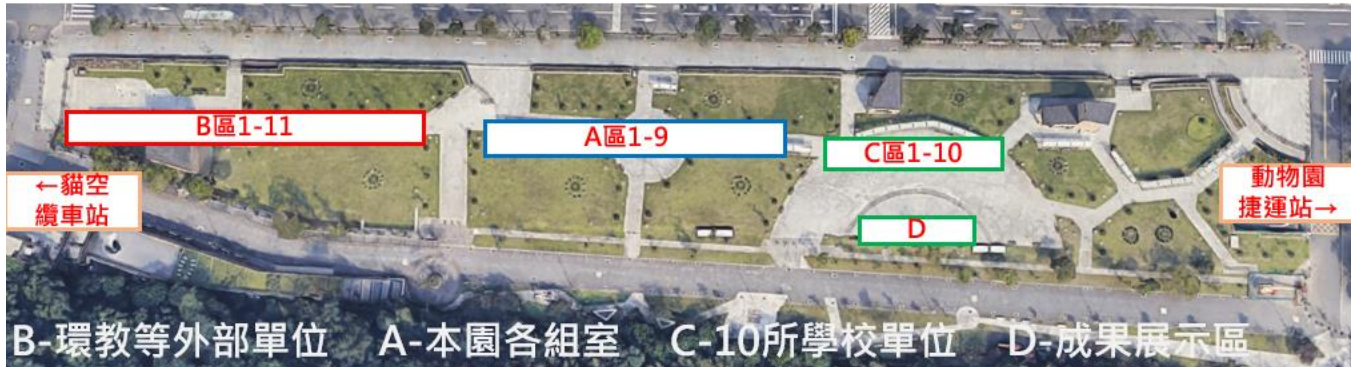 B區1-11
A區1-9
C區1-10
←貓空
纜車站
動物園
捷運站→
D
B-環教等外部單位 A-本園各組室 C-10所學校單位 D-成果展示區